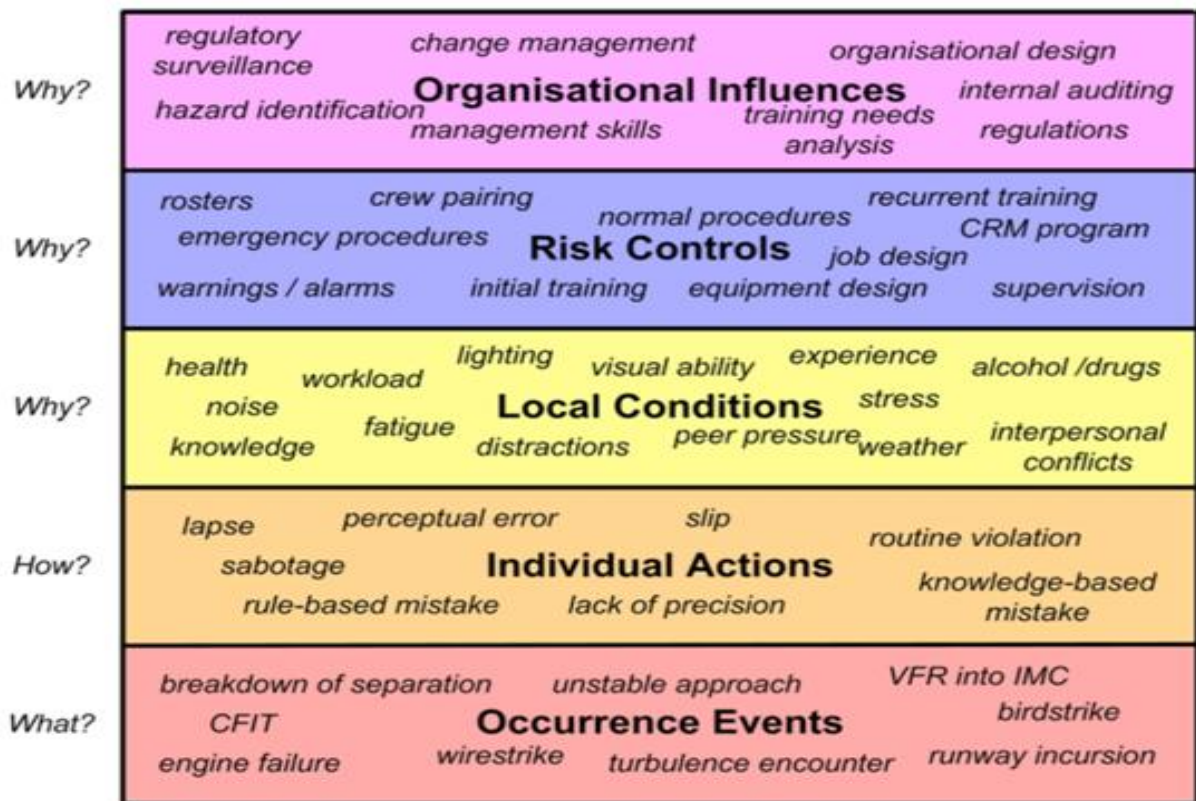 Why?
regulatory
surveillance
change management
organisational design
Organisational Influences
internal auditing
hazard identification
management skills
training needs
analysis
regulations
Why?
rosters
crew pairing
normal procedures
recurrent training
emergency procedures
Risk Controls
CRM program
job design
warnings / alarms
initial training
equipment design
supervision
Why?
health
workload
lighting
visual ability
experience
alcohol /drugs
noise
Local Conditions
stress
knowledge
fatigue
distractions
peer pressure
weather
interpersonal
conflicts
How?
lapse
perceptual error
slip
routine violation
sabotage
Individual Actions
knowledge-based
mistake
rule-based mistake
lack of precision
What?
breakdown of separation
unstable approach
VFR into IMC
CFIT
Occurrence Events
birdstrike
engine failure
wirestrike
turbulence encounter
runway incursion